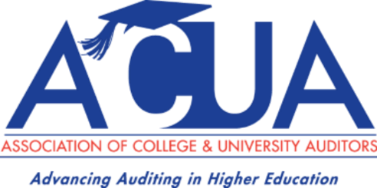 ACUA
ASSOCIATION OF COLLEGE & UNIVERSITY AUDITORS
Advancing Auditing in Higher Education